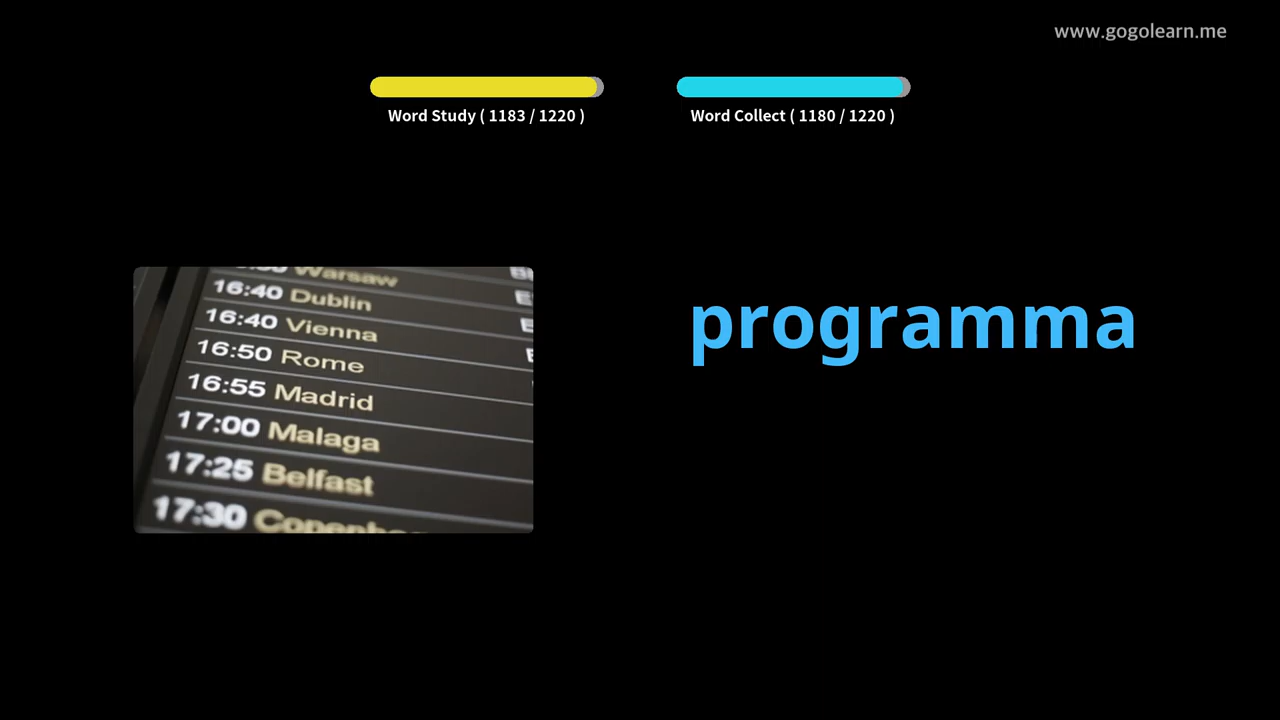 www.gogolearn.me
Word Study ( 1183 / 1220 )
Word Collect ( 1180 / 1220 )
Warsaw
16:40 Dublin
16:40 Vienna
16:50 Rome
16:55 Madrid
17:00 Malaga
17:25 Belfast
17:30
programma